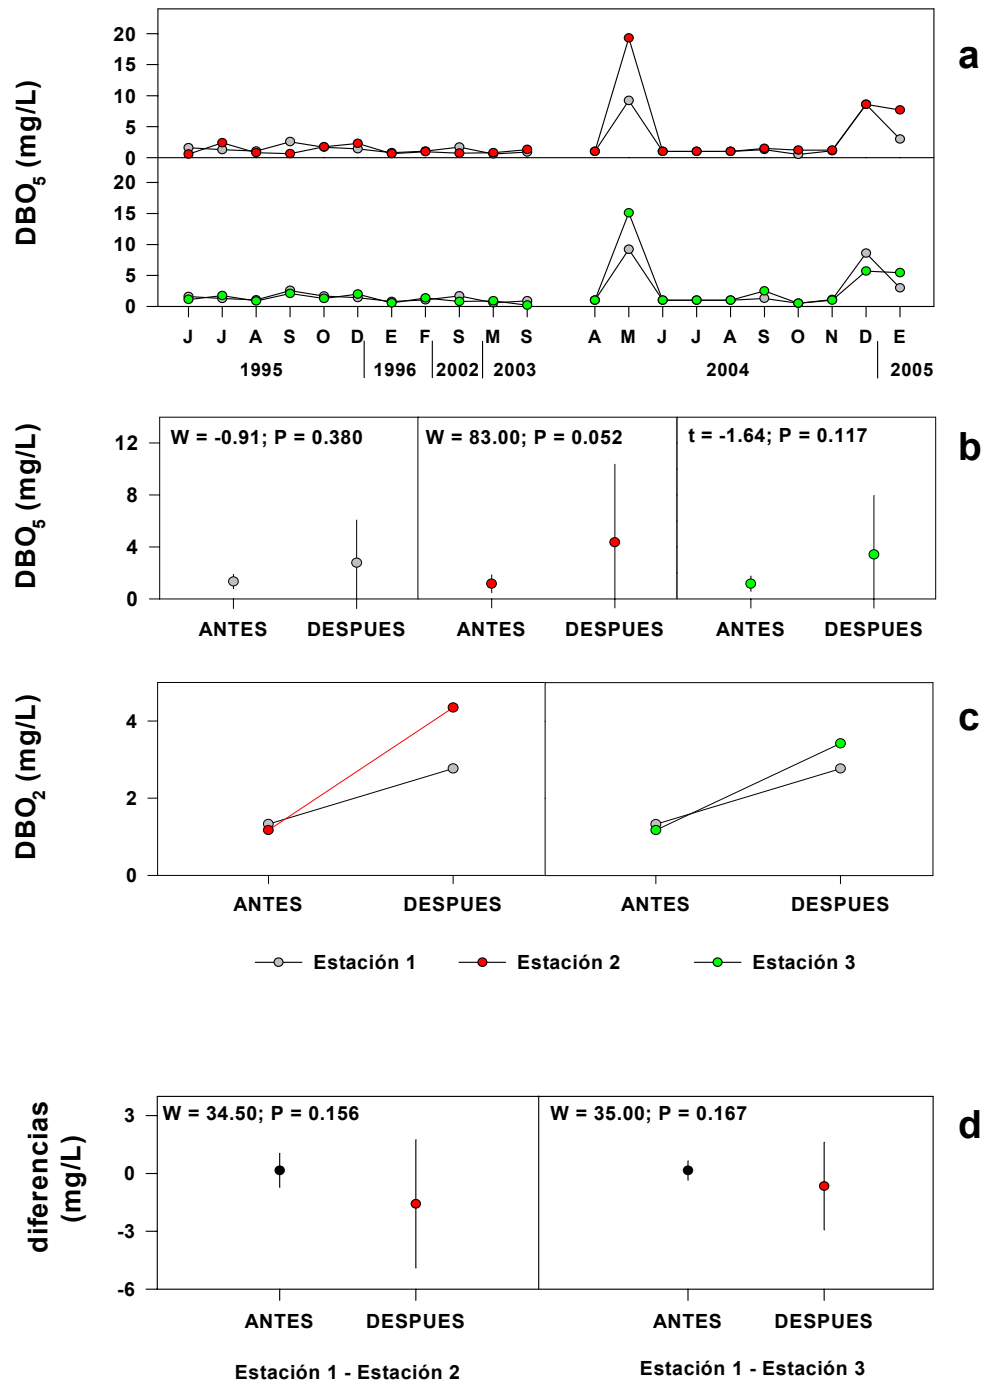 a
DBO5 (mg/L)
20
15
10
5
0
20
15
10
5
0
J J A S O D E F S M S A M J J A S O N D E
1995 1996 2002 2003 2004 2005
b
DBO5 (mg/L)
12
8
4
0
W = -0.91; P = 0.380 W = 83.00; P = 0.052 t = -1.64; P = 0.117
ANTES DESPUES ANTES DESPUES ANTES DESPUES
c
DBO2 (mg/L)
4
2
0
ANTES DESPUES ANTES DESPUES
Estación 1 Estación 2 Estación 3
d
diferencias
(mg/L)
3
0
-3
-6
W = 34.50; P = 0.156 W = 35.00; P = 0.167
ANTES DESPUES ANTES DESPUES
Estación 1 - Estación 2 Estación 1 - Estación 3